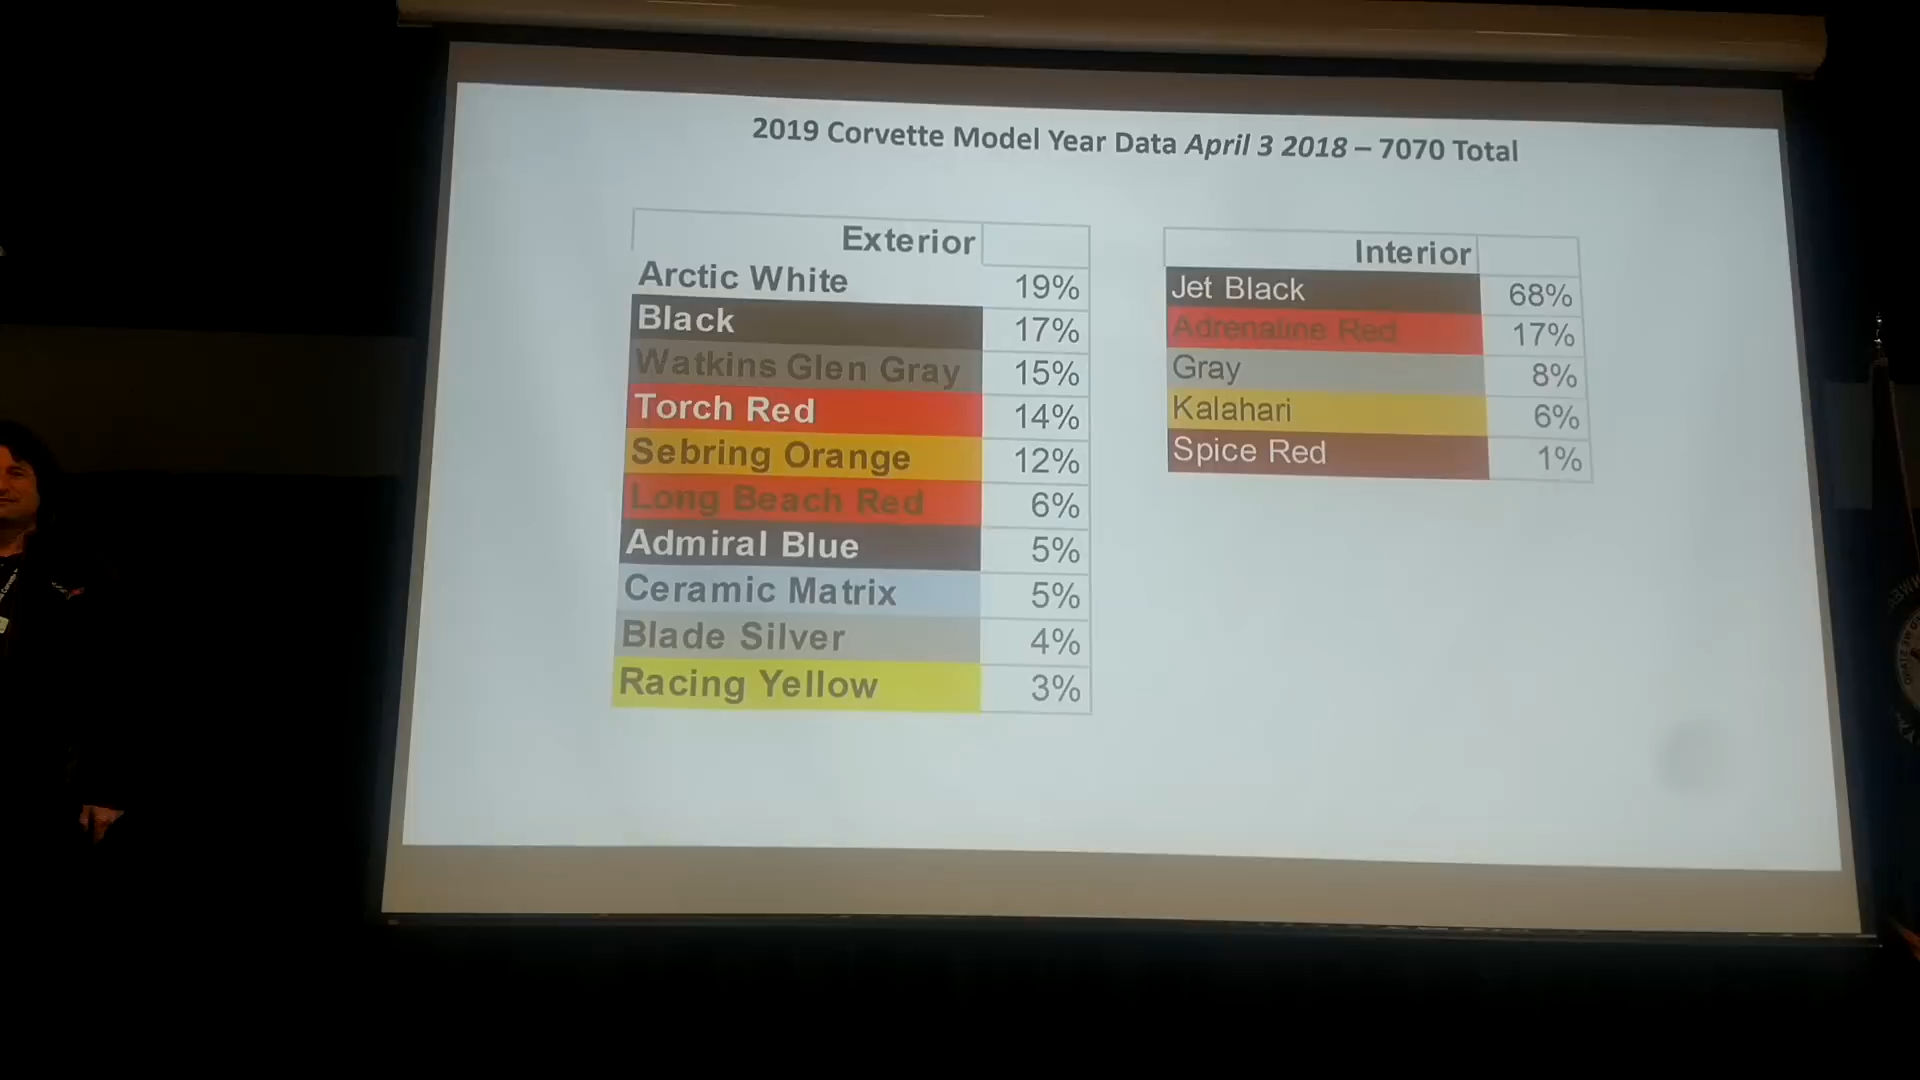 2019 Corvette Model Year Data April 3 2018 – 7070 Total
Exterior
Arctic White 19%
Black 17%
Watkins Glen Gray 15%
Torch Red 14%
Sebring Orange 12%
Long Beach Red 6%
Admiral Blue 5%
Ceramic Matrix 5%
Blade Silver 4%
Racing Yellow 3%
Interior
Jet Black 68%
Adrenaline Red 17%
Gray 8%
Kalahari 6%
Spice Red 1%